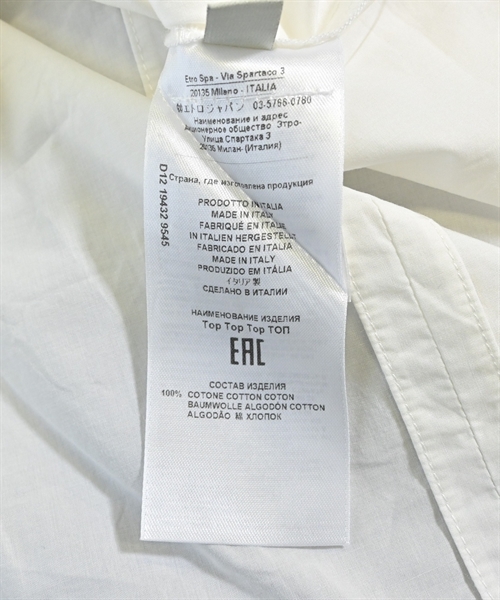 Etro Spa - Via Spartaco 3
20135 Milano - ITALIA
㈱エトロジャパン 03-5766-0780
Наименование и адрес
Акционерное общество Этро-
Улица Спартака 3
20135 Милан- (Италия)
Страна, где изготовлена продукция
D12 19432 9545
PRODOTTO IN ITALIA
MADE IN ITALY
FABRIQUÉ EN ITALIE
IN ITALIEN HERGESTELLT
FABRICADO EN ITALIA
MADE IN ITALY
PRODUZIDO EM ITÁLIA
イタリア製
СДЕЛАНО В ИТАЛИИ
НАИМЕНОВАНИЕ ИЗДЕЛИЯ
Top Top Top ТОП
EAC
СОСТАВ ИЗДЕЛИЯ
100% COTONE COTTON COTON
BAUMWOLLE ALGODÓN COTTON
ALGODÃO 綿 ХЛОПОК